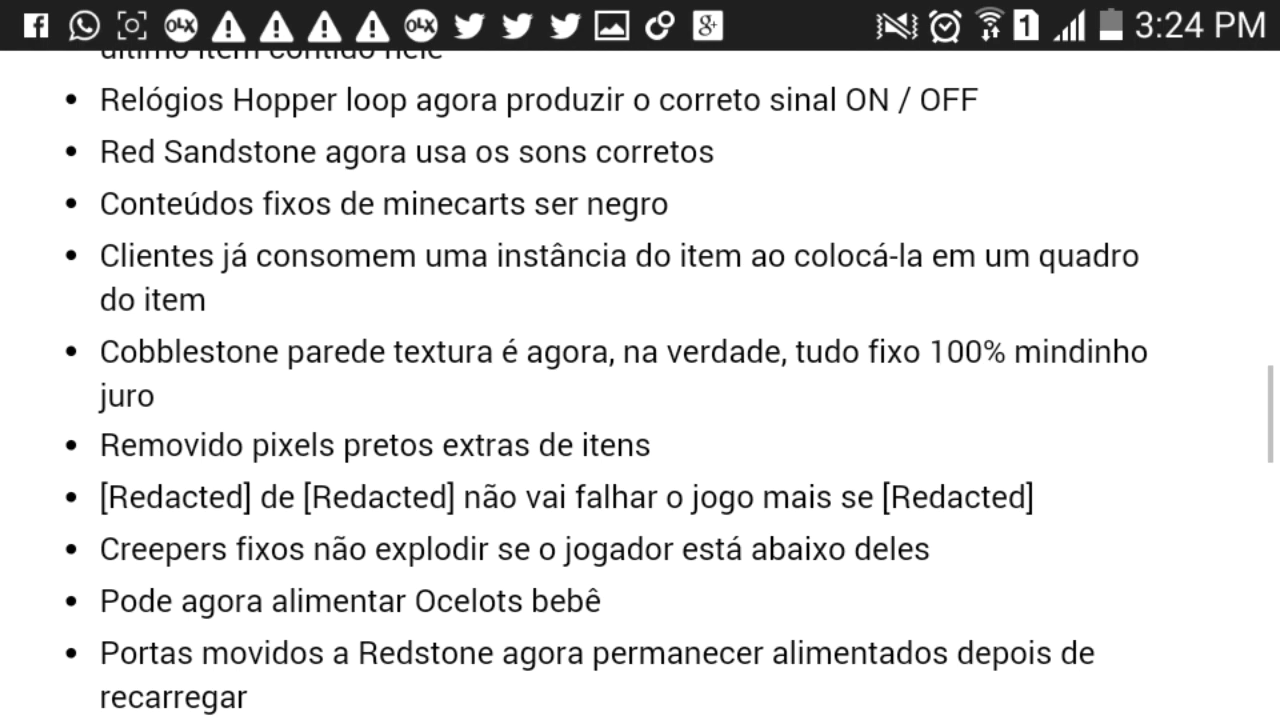 3:24 PM
último item contido nele
• Relógios Hopper loop agora produzir o correto sinal ON / OFF
• Red Sandstone agora usa os sons corretos
• Conteúdos fixos de minecarts ser negro
• Clientes já consomem uma instância do item ao colocá-la em um quadro
do item
• Cobblestone parede textura é agora, na verdade, tudo fixo 100% mindinho
juro
• Removido pixels pretos extras de itens
• [Redacted] de [Redacted] não vai falhar o jogo mais se [Redacted]
• Creepers fixos não explodir se o jogador está abaixo deles
• Pode agora alimentar Ocelots bebê
• Portas movidos a Redstone agora permanecer alimentados depois de
recarregar